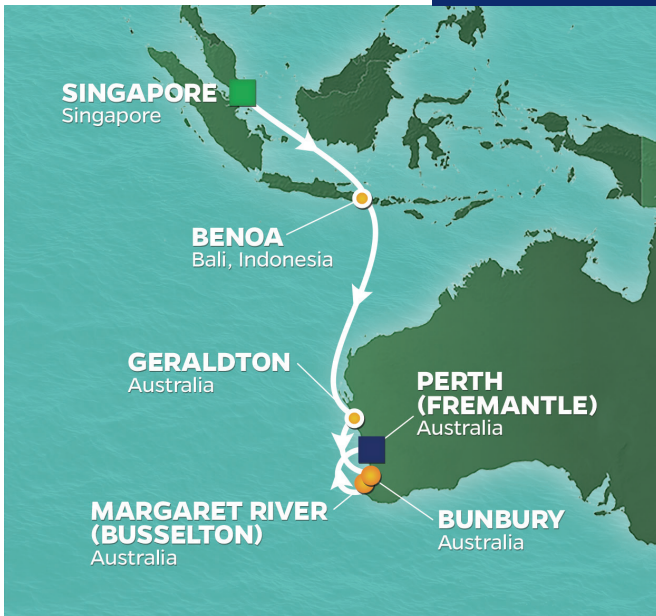 SINGAPORE
Singapore
BENOA
Bali, Indonesia
GERALDTON
Australia
PERTH
(FREMANTLE)
Australia
MARGARET RIVER
(BUSSELTON)
Australia
BUNBURY
Australia